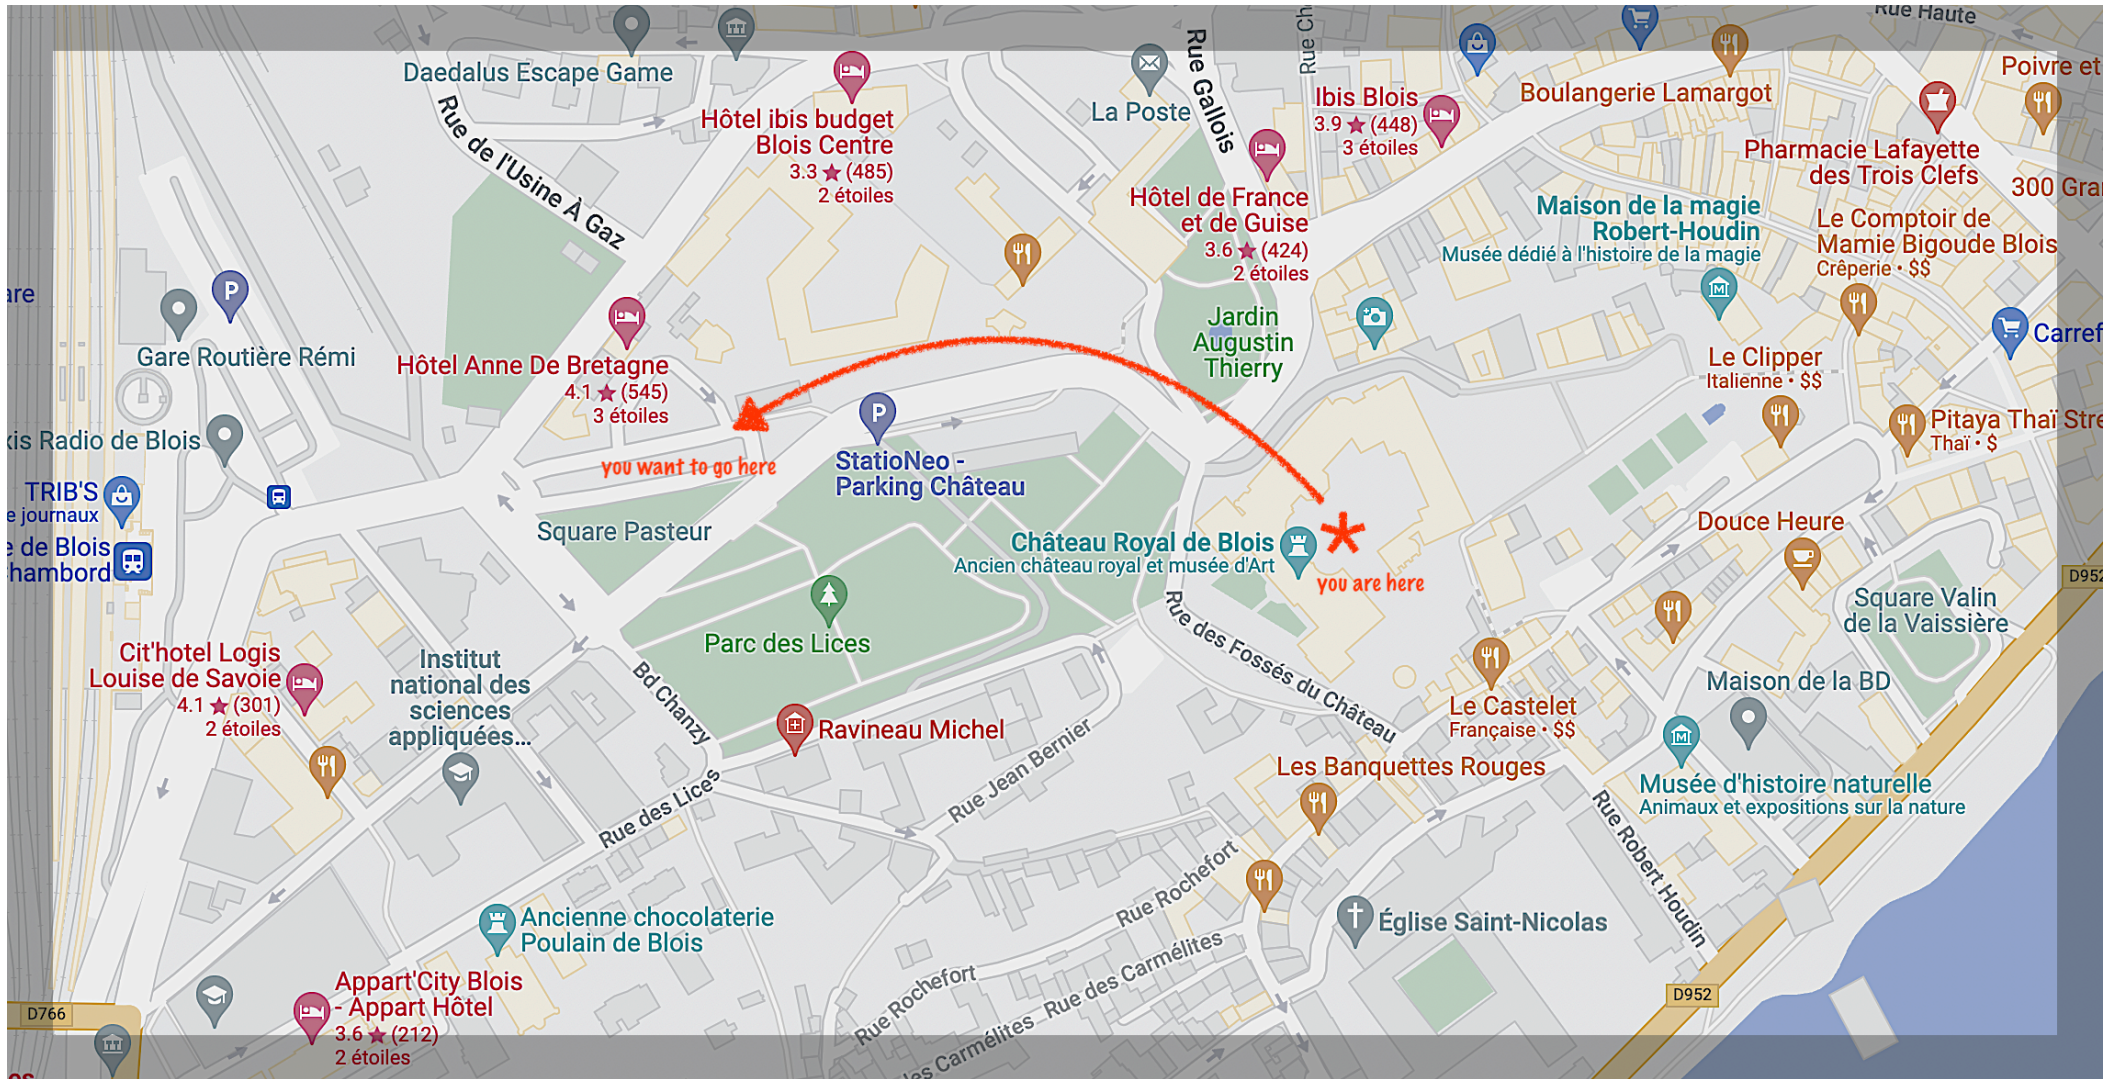 Rue Haute
Rue Ch
Rue Gallois
Daedalus Escape Game
La Poste
Boulangerie Lamargot
Poivre et
Rue de l'Usine À Gaz
Hôtel ibis budget
Blois Centre
3.3 ★ (485)
2 étoiles
Ibis Blois
3.9 ★ (448)
3 étoiles
Pharmacie Lafayette
des Trois Clefs
300 Gra
Hôtel de France
et de Guise
3.6 ★ (424)
2 étoiles
Maison de la magie
Robert-Houdin
Musée dédié à l'histoire de la magie
Le Comptoir de
Mamie Bigoude Blois
Crêperie • $$
are
P
Gare Routière Rémi
Jardin
Augustin
Thierry
M
Carref
Hôtel Anne De Bretagne
4.1 ★ (545)
3 étoiles
Le Clipper
Italienne • $$
Pitaya Thaï Stre
Thaï • $
xis Radio de Blois
P
StatioNeo -
Parking Château
you want to go here
TRIB'S
e journaux
Square Pasteur
Château Royal de Blois
Ancien château royal et musée d'Art
you are here
Douce Heure
e de Blois
hambord
D952
Square Valin
de la Vaissière
Parc des Lices
Rue des Fossés du Château
Cit'hotel Logis
Louise de Savoie
4.1 ★ (301)
2 étoiles
Institut
national des
sciences
appliquées...
Bd Chanzy
Ravineau Michel
Le Castelet
Française • $$
Maison de la BD
M
Musée d'histoire naturelle
Animaux et expositions sur la nature
Les Banquettes Rouges
Rue Jean Bernier
Rue des Lices
Rue Robert Houdin
Rue Rochefort
Ancienne chocolaterie
Poulain de Blois
Église Saint-Nicolas
Rue des Carmélites
Rue Rochefort
Appart'City Blois
- Appart Hôtel
3.6 ★ (212)
2 étoiles
D766
D952
les Carmélites
os